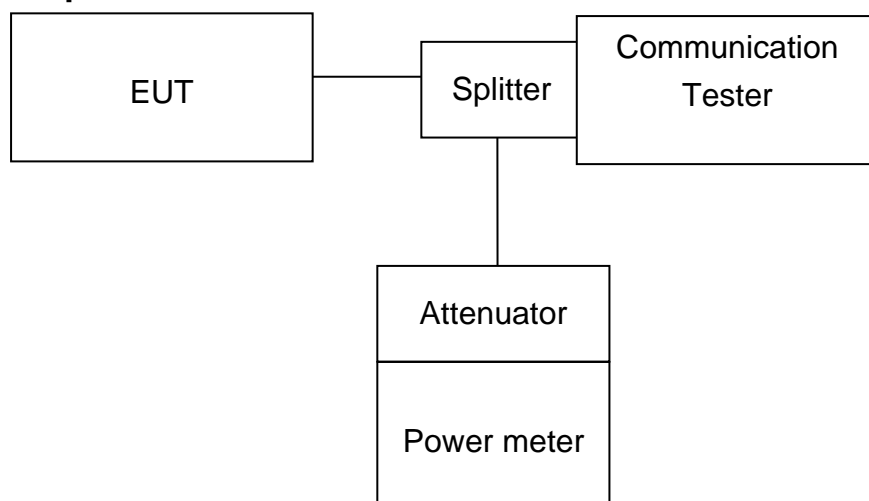 EUT
Splitter
Communication
Tester
Attenuator
Power meter